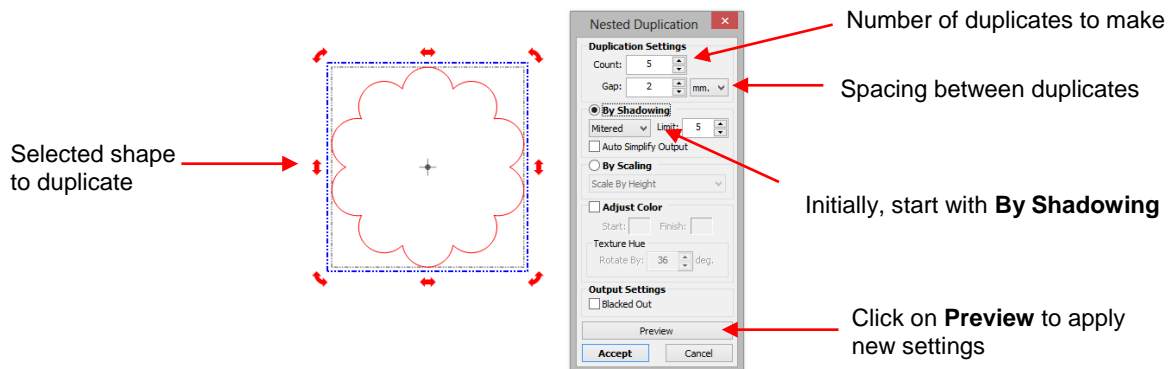 Selected shape
to duplicate
Nested Duplication
Duplication Settings
Count: 5
Gap: 2 mm.
By Shadowing
Mitered Limit: 5
Auto Simplify Output
By Scaling
Scale By Height
Adjust Color
Start: Finish:
Texture Hue
Rotate By: 36 deg.
Output Settings
Blacked Out
Preview
Accept Cancel
Number of duplicates to make
Spacing between duplicates
Initially, start with By Shadowing
Click on Preview to apply
new settings